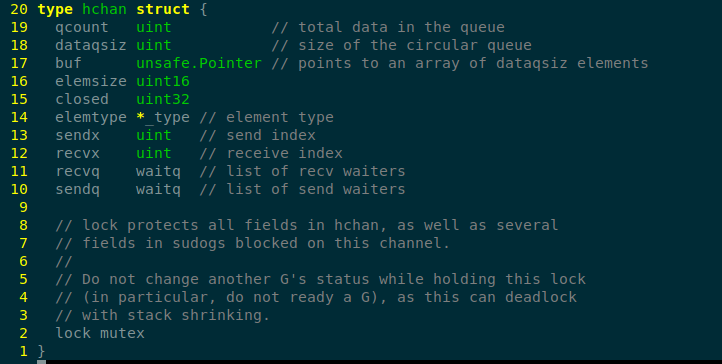 20 type hchan struct {
19   qcount   uint           // total data in the queue
18   dataqsiz uint           // size of the circular queue
17   buf      unsafe.Pointer // points to an array of dataqsiz elements
16   elemsize uint16
15   closed   uint32
14   elemtype *_type // element type
13   sendx    uint   // send index
12   recvx    uint   // receive index
11   recvq    waitq  // list of recv waiters
10   sendq    waitq  // list of send waiters
 9
 8   // lock protects all fields in hchan, as well as several
 7   // fields in sudogs blocked on this channel.
 6   //
 5   // Do not change another G's status while holding this lock
 4   // (in particular, do not ready a G), as this can deadlock
 3   // with stack shrinking.
 2   lock mutex
 1 }